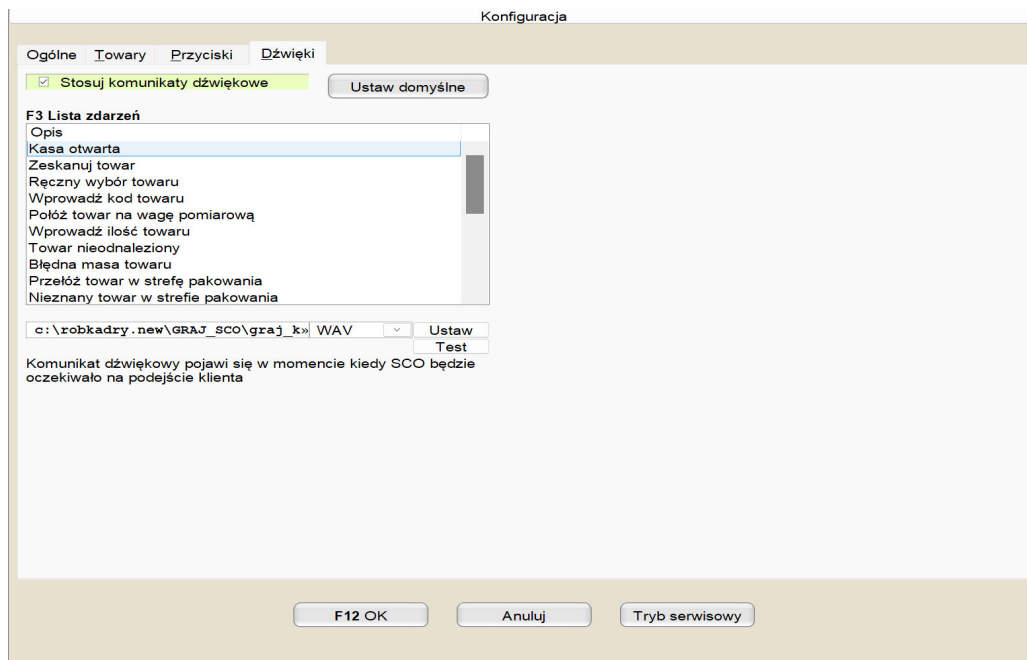 Konfiguracja
Ogólne Towary Przyciski Dźwięki
Stosuj komunikaty dźwiękowe
Ustaw domyślne
F3 Lista zdarzeń
Opis
Kasa otwarta
Zeskanuj towar
Ręczny wybór towaru
Wprowadź kod towaru
Połóż towar na wagę pomiarową
Wprowadź ilość towaru
Towar nieodnaleziony
Błędna masa towaru
Przełóż towar w strefę pakowania
Nieznany towar w strefie pakowania
c:\robkadry.new\GRAJ_SCO\graj_k» WAV Ustaw
Test
Komunikat dźwiękowy pojawi się w momencie kiedy SCO będzie
oczekiwało na podejście klienta
F12 OK Anuluj Tryb serwisowy